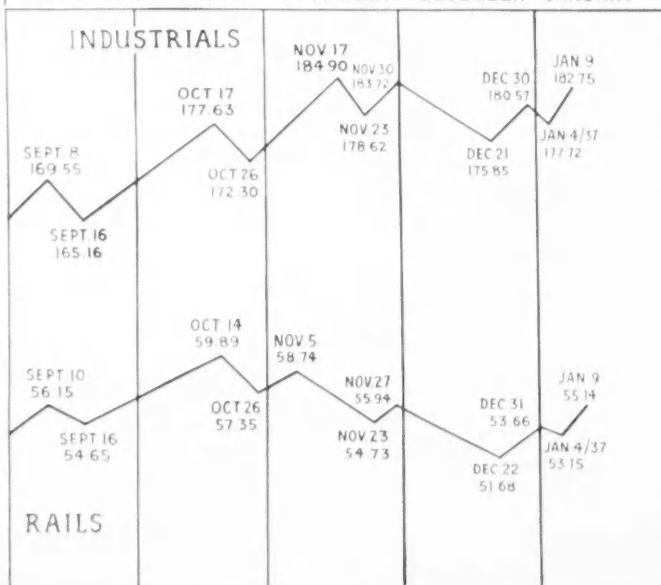 INDUSTRIALS
SEPT. 8
169.55
SEPT. 16
165.16
OCT 17
177.63
OCT 26
172.30
NOV 17
184.90
NOV 30
183.72
NOV. 23
178.62
DEC 30
180.57
DEC 21
175.85
JAN. 9
182.75
JAN 4/37
177.72
SEPT. 10
56.15
SEPT. 16
54.65
OCT. 14
59.89
OCT 26
57.35
NOV. 5
58.74
NOV. 27
55.94
NOV. 23
54.73
DEC. 31
53.66
DEC. 22
51.68
JAN. 9
55.14
JAN 4/37
53.15
RAILS